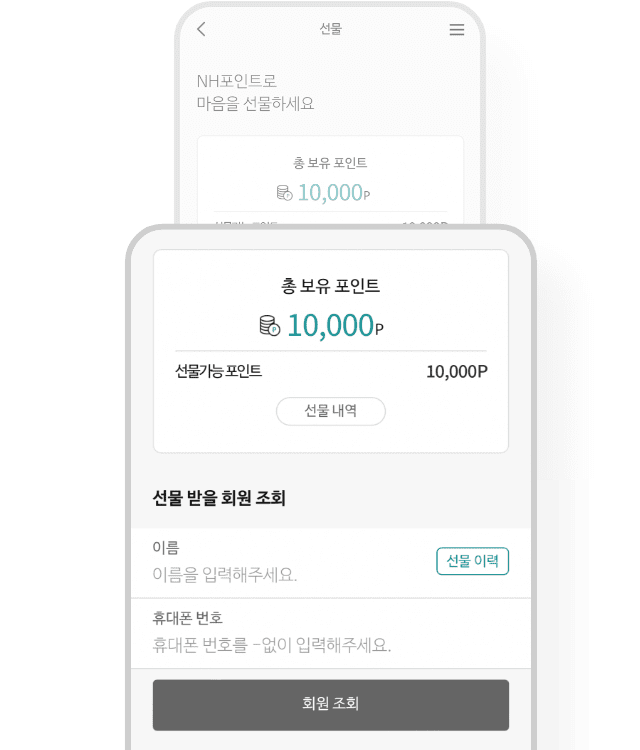 선물
NH포인트로
마음을 선물하세요
총 보유 포인트
10,000P
총 보유 포인트
10,000P
선물가능 포인트 10,000P
선물 내역
선물 받을 회원 조회
이름
이름을 입력해주세요.
선물 이력
휴대폰 번호
휴대폰 번호를 -없이 입력해주세요.
회원 조회